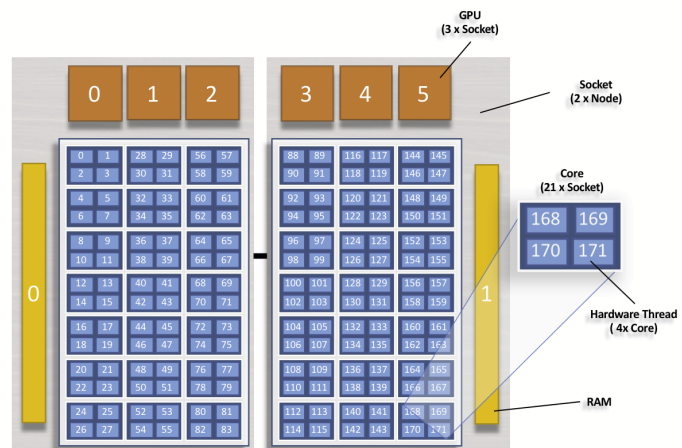 GPU
(3 x Socket)
0 1 2 3 4 5
Socket
(2 x Node)
0 1 28 29 56 57 88 89 116 117 144 145
2 3 30 31 58 59 90 91 118 119 146 147
Core
(21 x Socket)
4 5 32 33 60 61 92 93 120 121 148 149
6 7 34 35 62 63 94 95 122 123 150 151
168 169
8 9 36 37 64 65 96 97 124 125 152 153
170 171
10 11 38 39 66 67 98 99 126 127 154 155
12 13 40 41 68 69 100 101 128 129 156 157
0 1
14 15 42 43 70 71 102 103 130 131 158 159
Hardware Thread
( 4x Core)
16 17 44 45 72 73 104 105 132 133 160 161
18 19 46 47 74 75 106 107 134 135 162 163
20 21 48 49 76 77 108 109 136 137 164 165
22 23 50 51 78 79 110 111 138 139 166 167
RAM
24 25 52 53 80 81 112 113 140 141 168 169
26 27 54 55 82 83 114 115 142 143 170 171